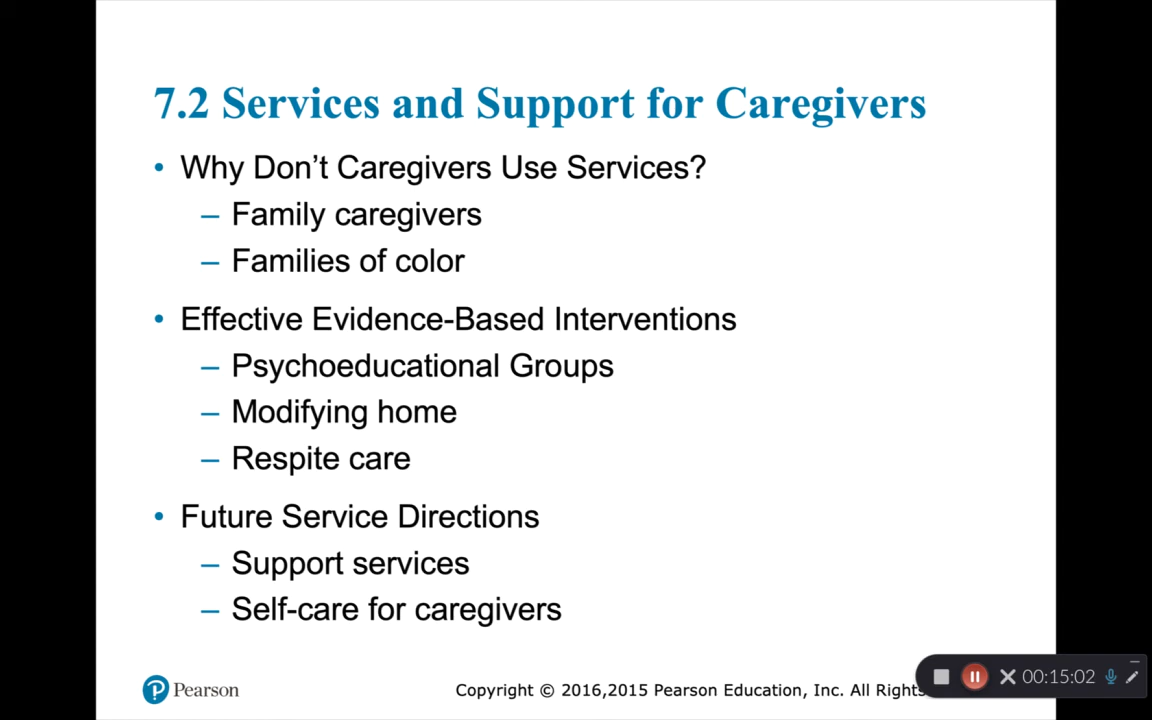 7.2 Services and Support for Caregivers
• Why Don't Caregivers Use Services?
– Family caregivers
– Families of color
• Effective Evidence-Based Interventions
– Psychoeducational Groups
– Modifying home
– Respite care
• Future Service Directions
– Support services
– Self-care for caregivers
P Pearson
Copyright © 2016,2015 Pearson Education, Inc. All Rights
00:15:02